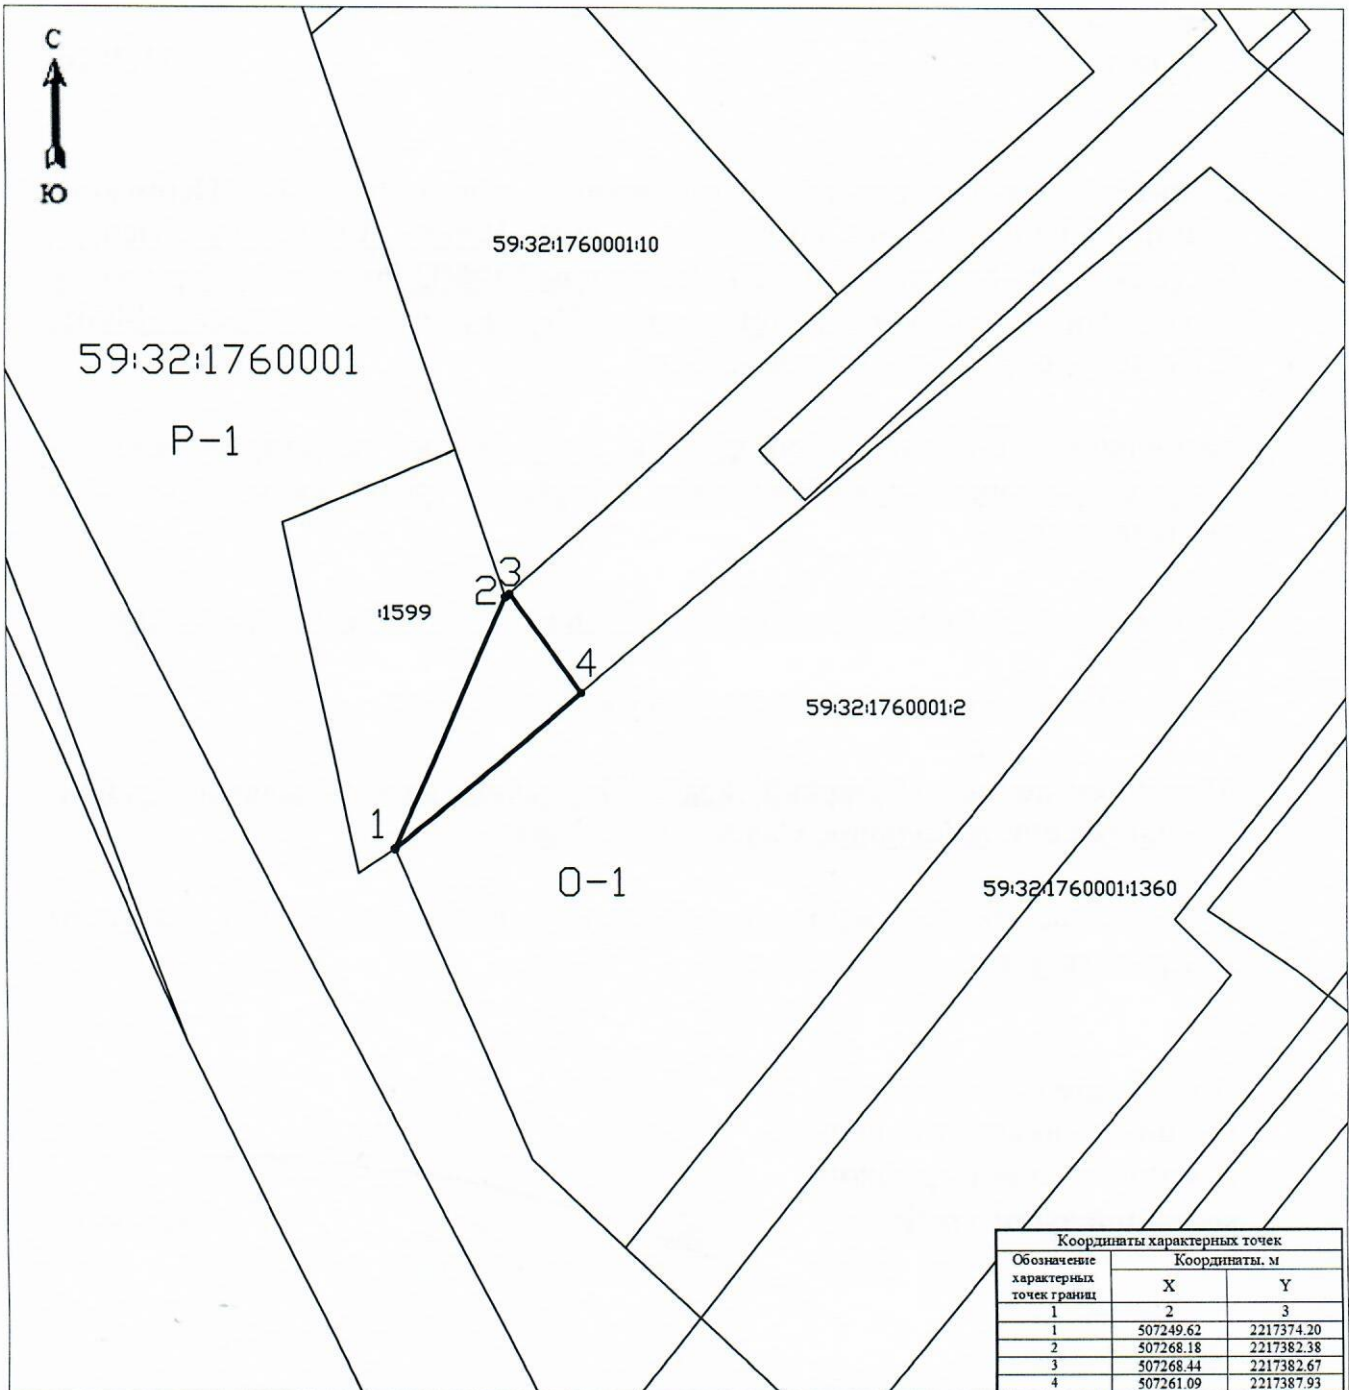 С
Ю
59:32:1760001:10
59:32:1760001
Р-1
:1599
2
3
4
1
59:32:1760001:2
О-1
59:32:1760001:1360
Координаты характерных точек
Обозначение характерных точек границ
Координаты, м
X Y
1 2 3
1 507249.62 2217374.20
2 507268.18 2217382.38
3 507268.44 2217382.67
4 507261.09 2217387.93